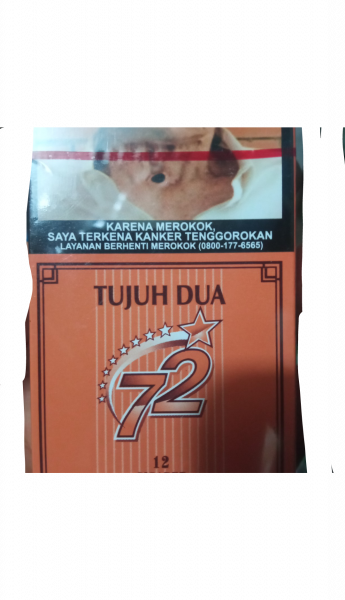 KARENA MEROKOK,
SAYA TERKENA KANKER TENGGOROKAN
LAYANAN BERHENTI MEROKOK (0800-177-6565)
TUJUH DUA
72
12